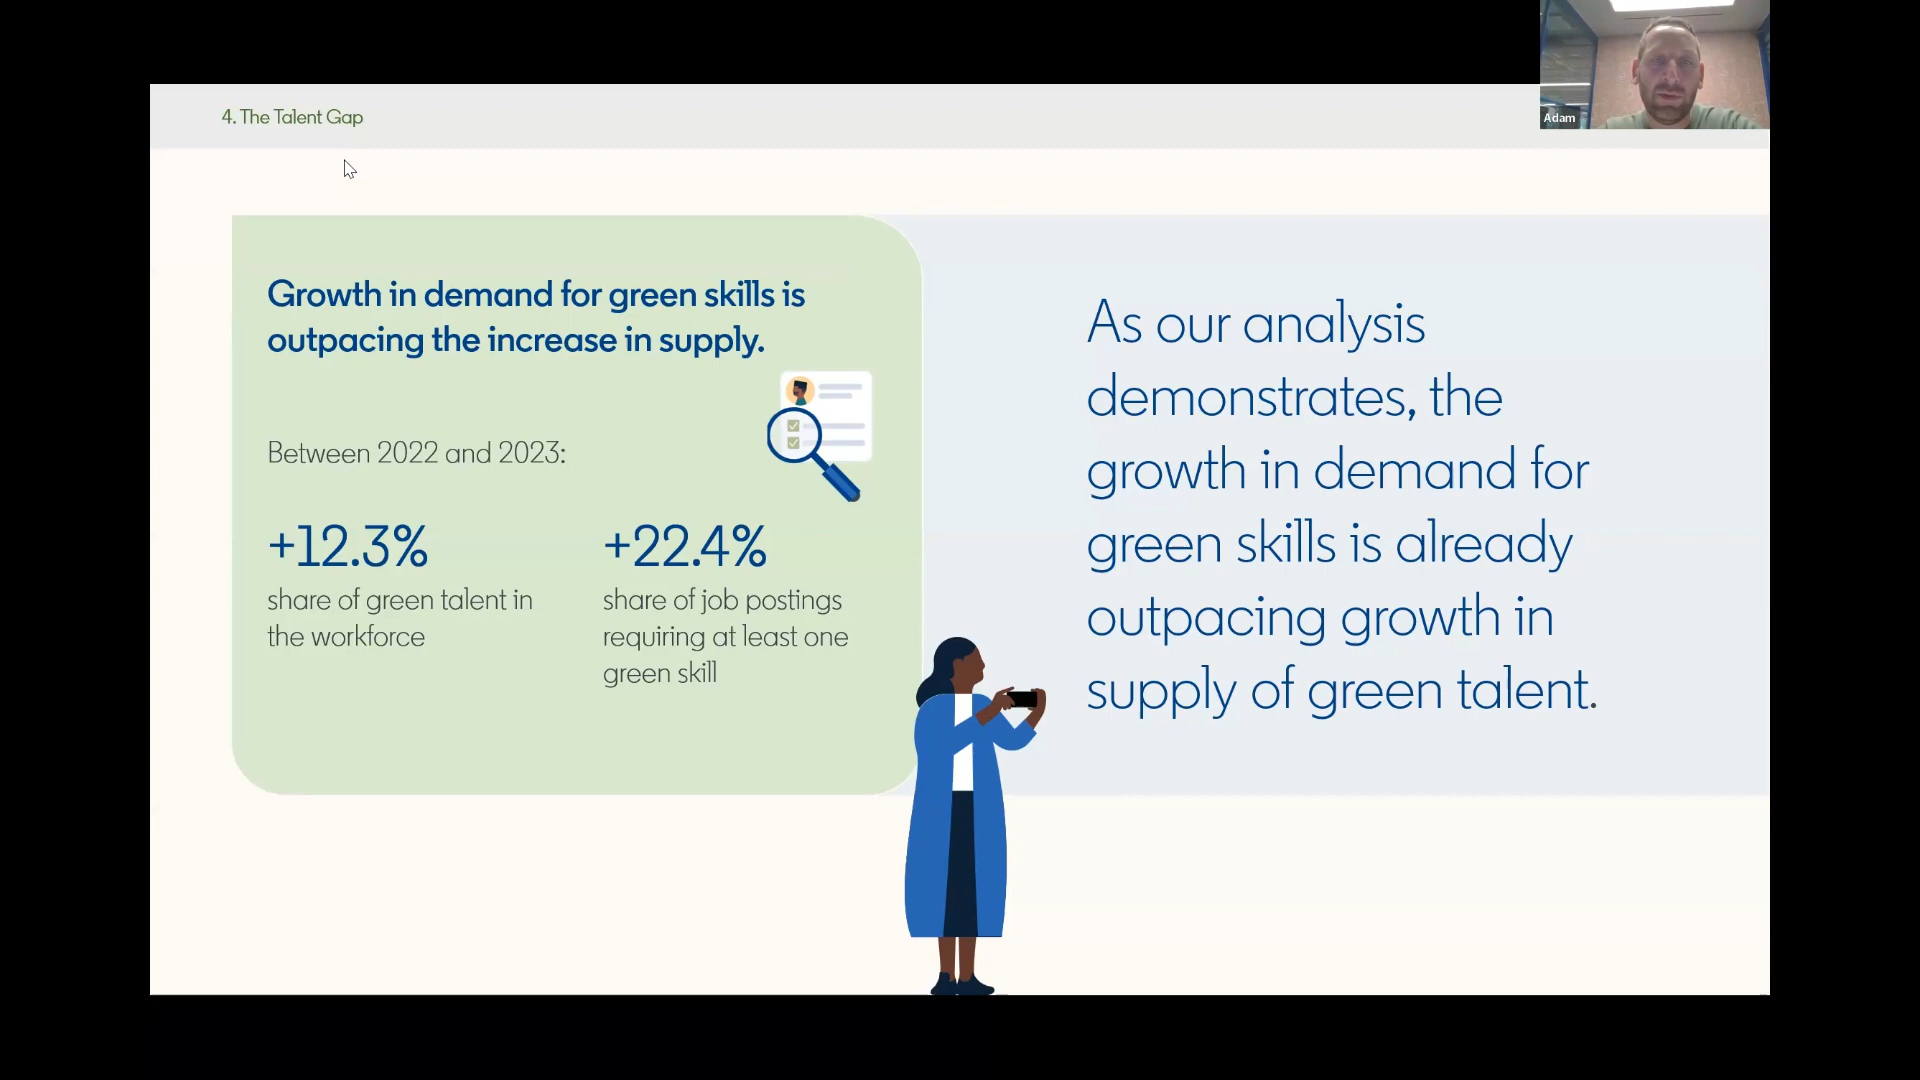 Adam
4. The Talent Gap
Growth in demand for green skills is
outpacing the increase in supply.
Between 2022 and 2023:
+12.3%
share of green talent in
the workforce
+22.4%
share of job postings
requiring at least one
green skill
As our analysis
demonstrates, the
growth in demand for
green skills is already
outpacing growth in
supply of green talent.